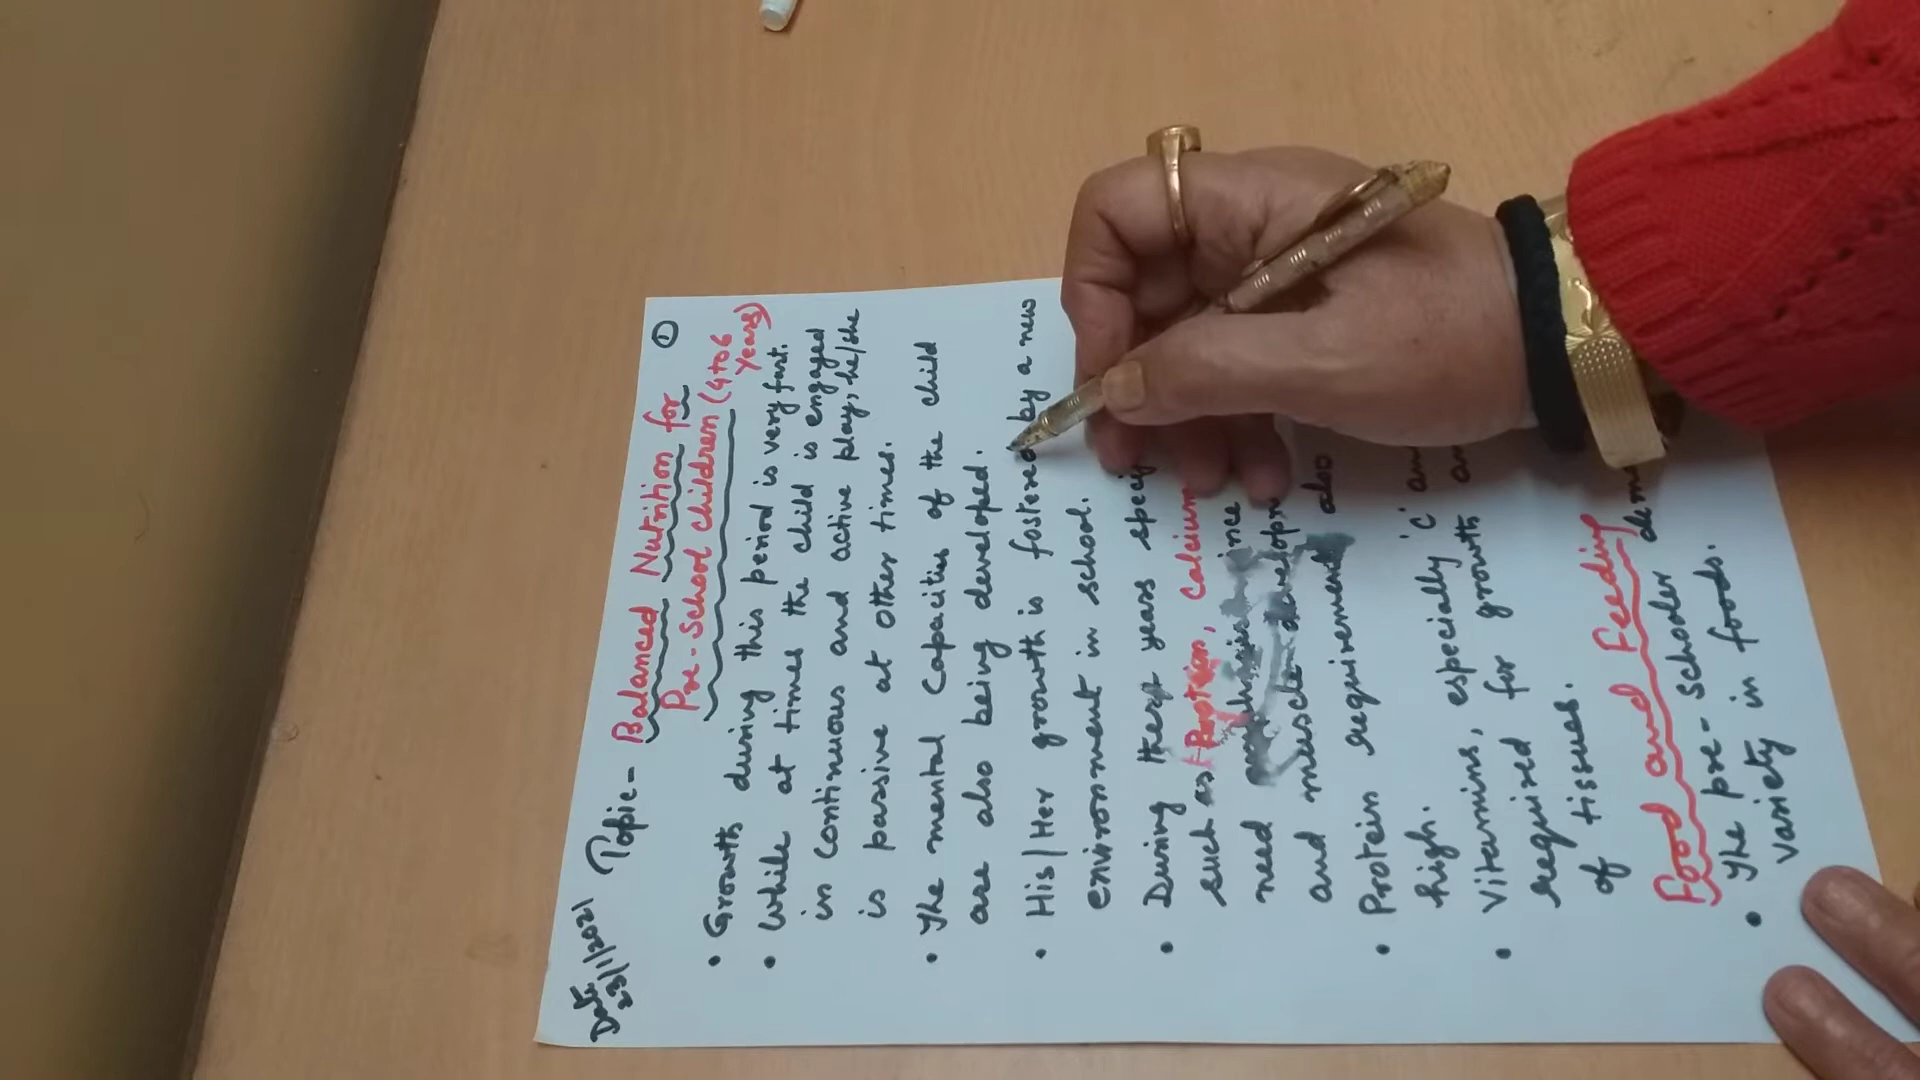 Date 23/1/2021 Topic- Balanced Nutrition for ①
Pre-School children (4 to 6 years)
• Growth during this period is very fast.
• While at times the child is engaged
in continuous and active play, he/she
is passive at other times.
• The mental Capacities of the child
are also being developed.
• His/Her growth is fostered by a new
environment in school.
• During these years
such as Protein, Calcium
need
and muscle
• Protein requirement also
high.
• Vitamins, especially 'C'
required for growth
of tissues.
Food and Feeding
• The pre-schooler
variety in foods.